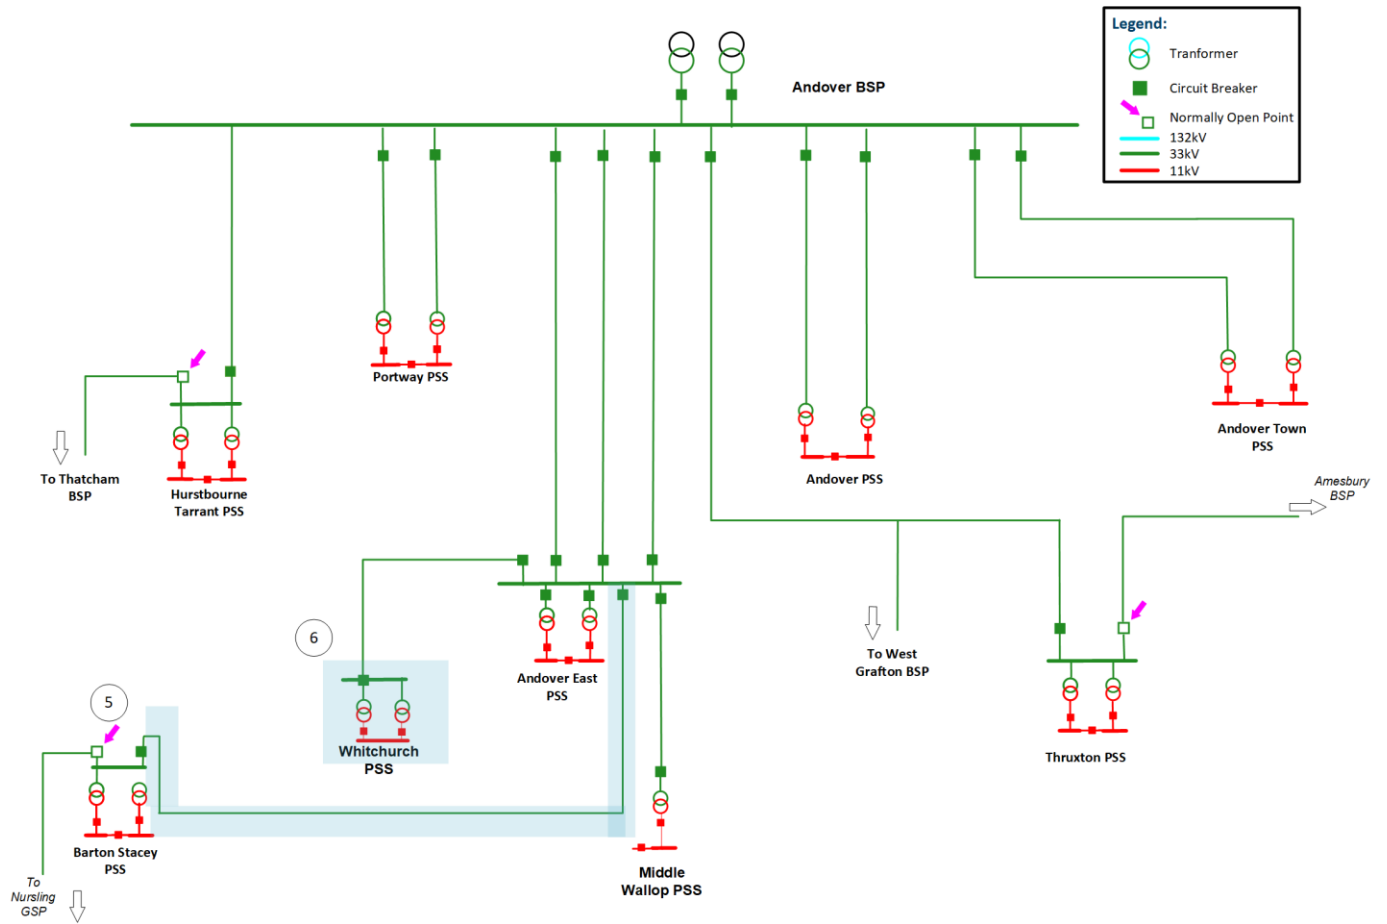 Legend:
Tranformer
Circuit Breaker
Normally Open Point
132kV
33kV
11kV
Andover BSP
Portway PSS
To Thatcham
BSP
Hurstbourne
Tarrant PSS
Andover Town
PSS
Andover PSS
Amesbury
BSP
6
To West
Grafton BSP
Andover East
PSS
5
Whitchurch
PSS
Thruxton PSS
Barton Stacey
PSS
Middle
Wallop PSS
To
Nursling
GSP